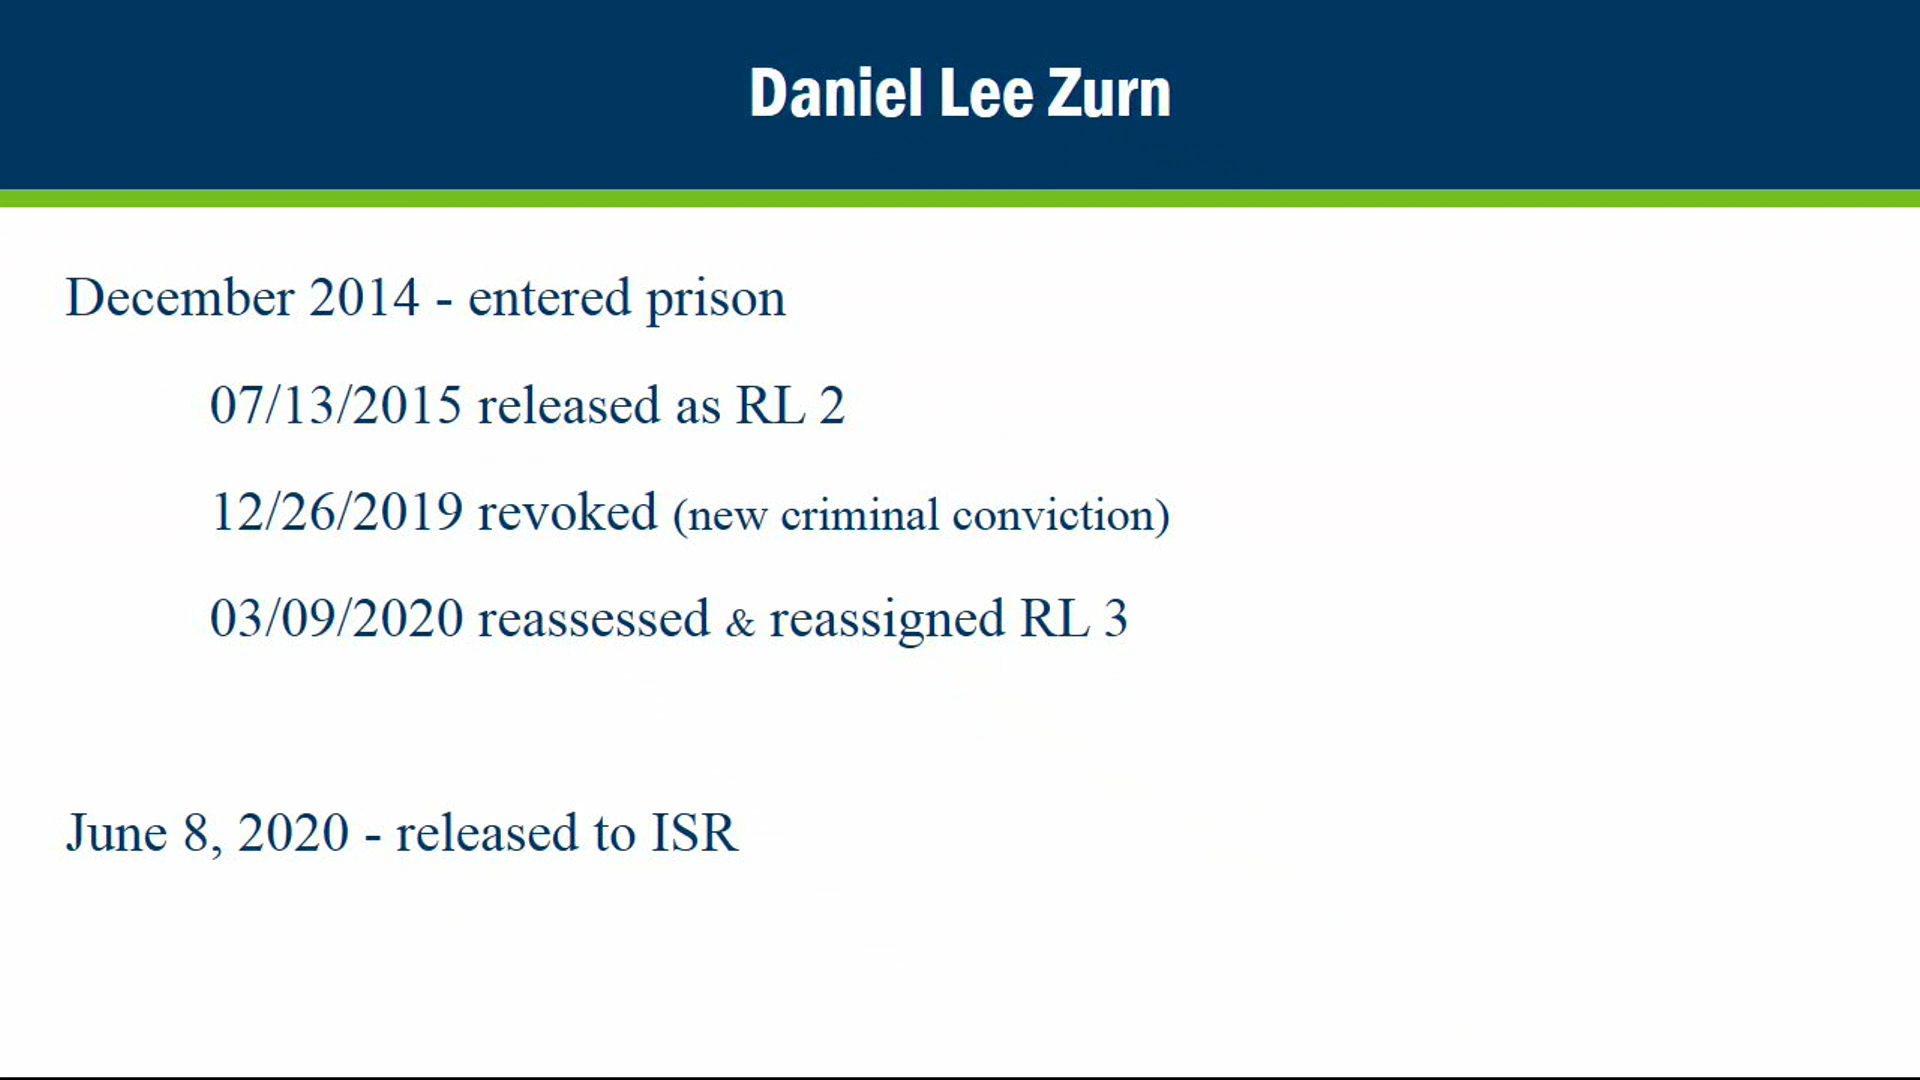 Daniel Lee Zurn
December 2014 - entered prison
07/13/2015 released as RL 2
12/26/2019 revoked (new criminal conviction)
03/09/2020 reassessed & reassigned RL 3
June 8, 2020 - released to ISR